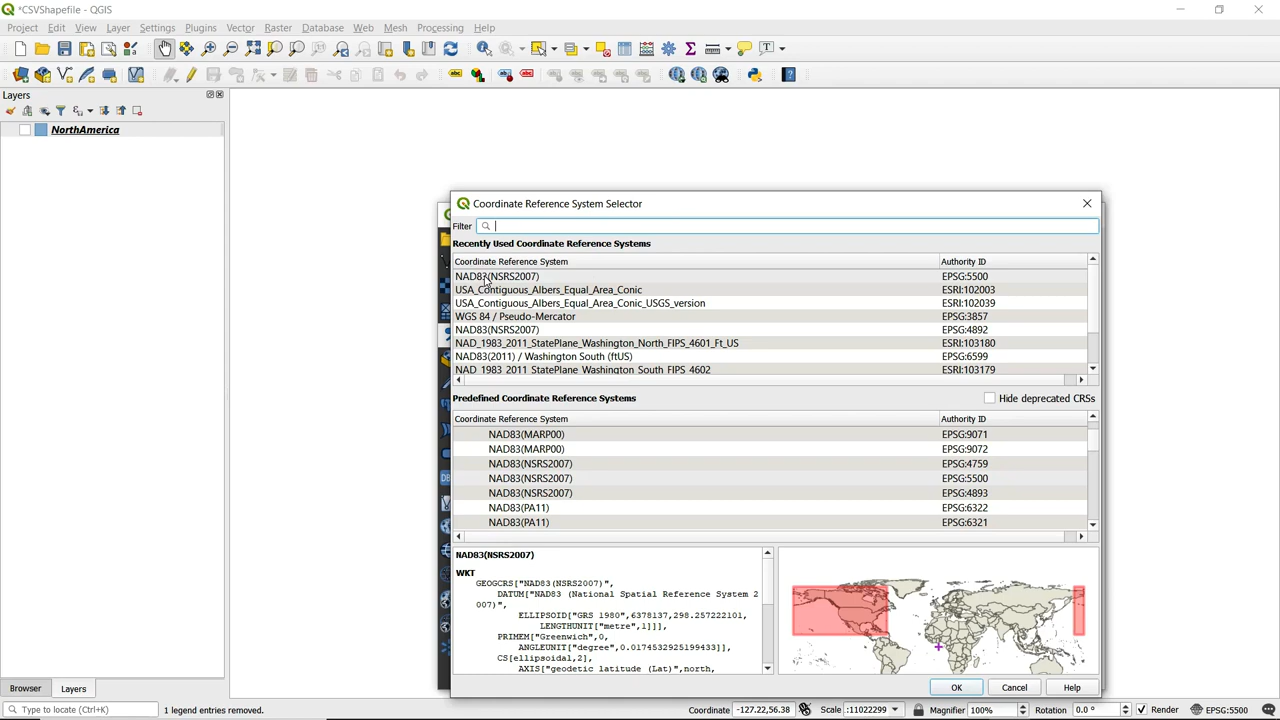 *CSVShapefile - QGIS
Project Edit View Layer Settings Plugins Vector Raster Database Web Mesh Processing Help
Layers
NorthAmerica
Coordinate Reference System Selector
Filter
Recently Used Coordinate Reference Systems
Coordinate Reference System Authority ID
NAD83(NSRS2007) EPSG:5500
USA_Contiguous_Albers_Equal_Area_Conic ESRI:102003
USA_Contiguous_Albers_Equal_Area_Conic_USGS_version ESRI:102039
WGS 84 / Pseudo-Mercator EPSG:3857
NAD83(NSRS2007) EPSG:4892
NAD_1983_2011_StatePlane_Washington_North_FIPS_4601_Ft_US ESRI:103180
NAD83(2011) / Washington South (ftUS) EPSG:6599
NAD_1983_2011_StatePlane_Washington_South_FIPS_4602 ESRI:103179
Predefined Coordinate Reference Systems Hide deprecated CRSs
Coordinate Reference System Authority ID
NAD83(MARP00) EPSG:9071
NAD83(MARP00) EPSG:9072
NAD83(NSRS2007) EPSG:4759
NAD83(NSRS2007) EPSG:5500
NAD83(NSRS2007) EPSG:4893
NAD83(PA11) EPSG:6322
NAD83(PA11) EPSG:6321
NAD83(NSRS2007)
WKT
GEOGCRS["NAD83(NSRS2007)",
DATUM["NAD83 (National Spatial Reference System 2
007)",
ELLIPSOID["GRS 1980",6378137,298.257222101,
LENGTHUNIT["metre",1]]],
PRIMEM["Greenwich",0,
ANGLEUNIT["degree",0.0174532925199433]],
CS[ellipsoidal,2],
AXIS["geodetic latitude (Lat)",north,
OK Cancel Help
Browser Layers
Type to locate (Ctrl+K) 1 legend entries removed. Coordinate -127.22,56.38 Scale :11022299 Magnifier 100% Rotation 0.0 ° Render EPSG:5500